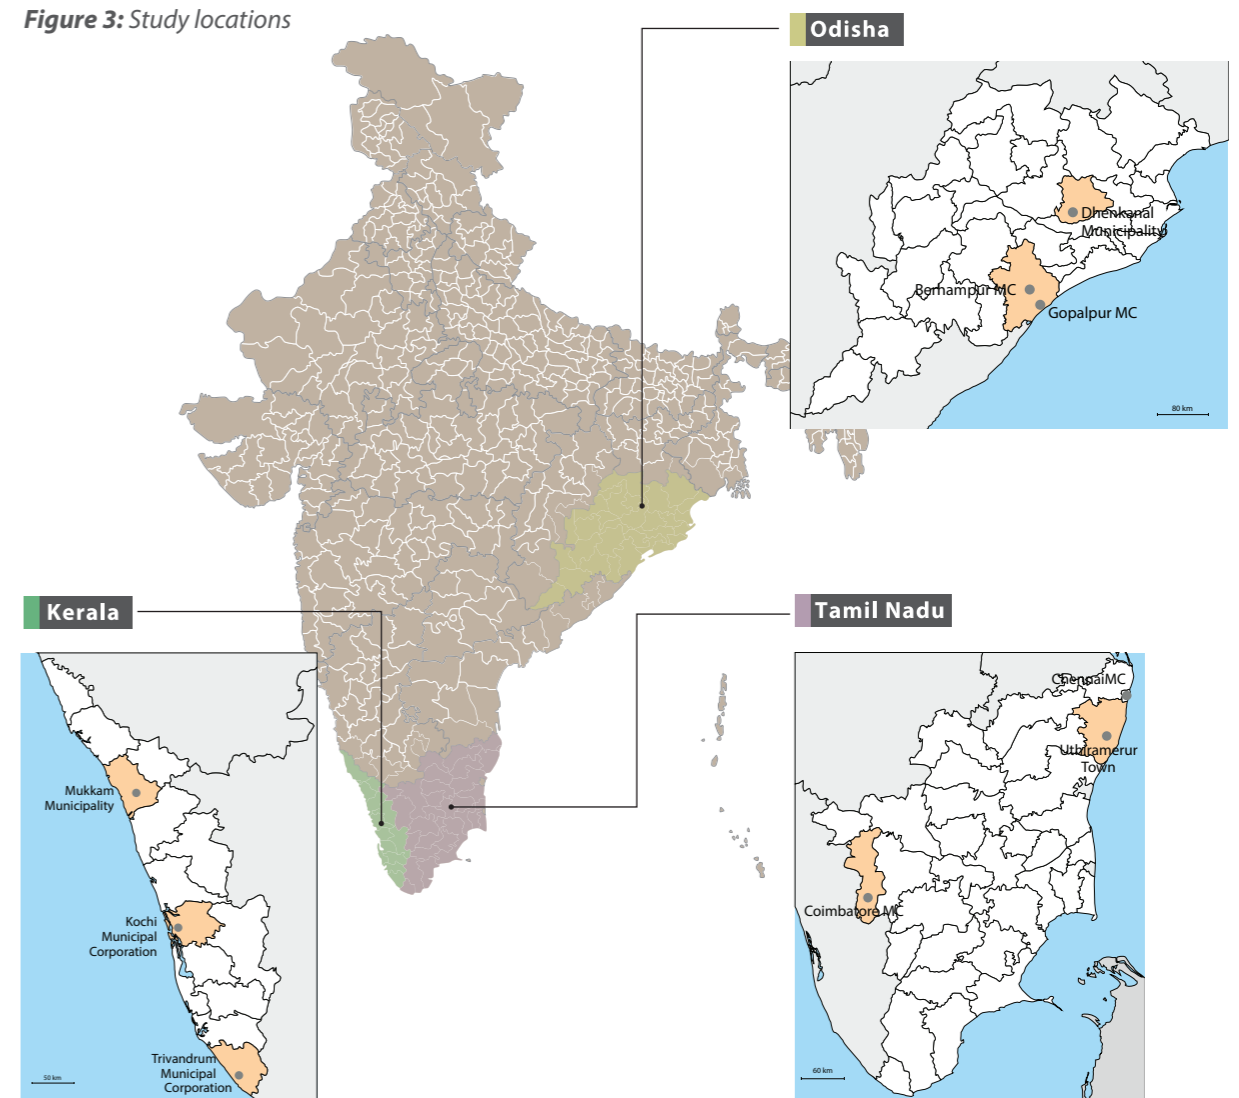 Figure 3: Study locations
Odisha
Dhenkanal
Municipality
Berhampur MC
Gopalpur MC
80 km
Kerala
Mukkam
Municipality
Kochi
Municipal
Corporation
Trivandrum
Municipal
Corporation
50 km
Tamil Nadu
ChennaiMC
Uthiramerur
Town
Coimbatore MC
60 km